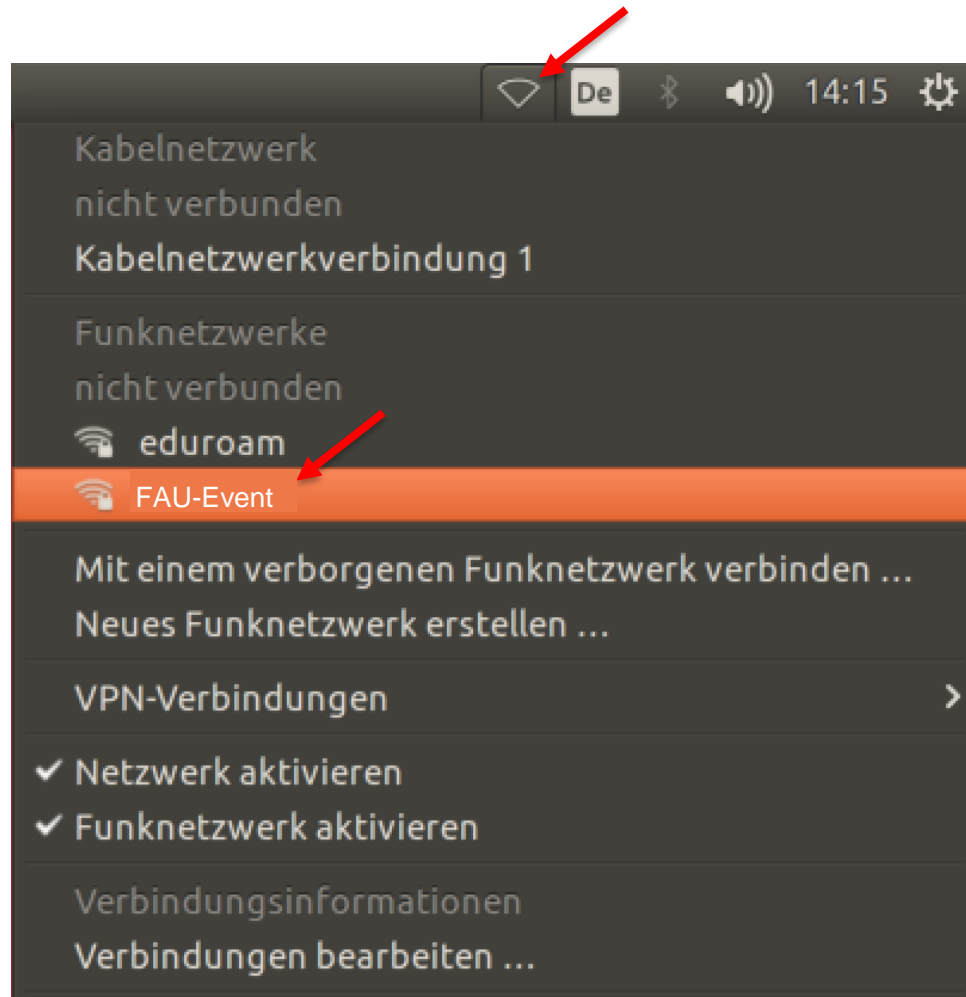 De 14:15
Kabelnetzwerk
nicht verbunden
Kabelnetzwerkverbindung 1
Funknetzwerke
nicht verbunden
eduroam
FAU-Event
Mit einem verborgenen Funknetzwerk verbinden ...
Neues Funknetzwerk erstellen ...
VPN-Verbindungen
Netzwerk aktivieren
Funknetzwerk aktivieren
Verbindungsinformationen
Verbindungen bearbeiten ...